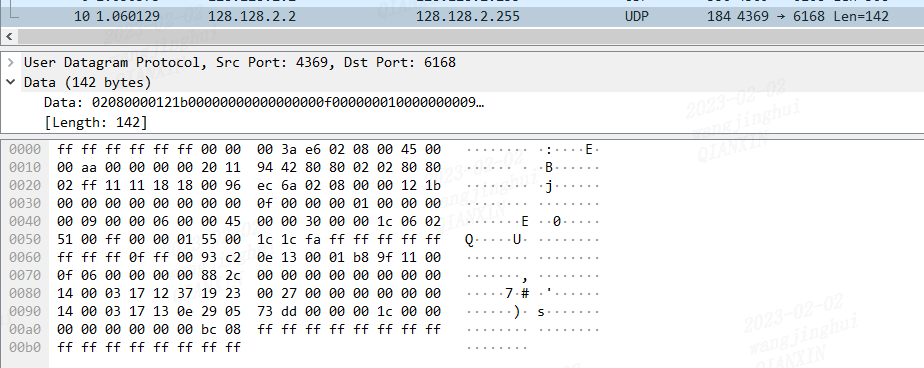 10 1.060129 128.128.2.2 128.128.2.255 UDP 184 4369 → 6168 Len=142
User Datagram Protocol, Src Port: 4369, Dst Port: 6168
Data (142 bytes)
Data: 02080000121b00000000000000000f000000010000000009…
[Length: 142]
0000 ff ff ff ff ff ff 00 00 00 3a e6 02 08 00 45 00 ········ ·:····E·
0010 00 aa 00 00 00 00 20 11 94 42 80 80 02 02 80 80 ······ · ·B······
0020 02 ff 11 11 18 18 00 96 ec 6a 02 08 00 00 12 1b ········ ·j······
0030 00 00 00 00 00 00 00 00 0f 00 00 00 01 00 00 00 ········ ········
0040 00 09 00 00 06 00 00 45 00 00 30 00 00 1c 06 02 ·······E ··0·····
0050 51 00 ff 00 00 01 55 00 1c 1c fa ff ff ff ff ff Q·····U· ········
0060 ff ff ff 0f ff 00 93 c2 0e 13 00 01 b8 9f 11 00 ········ ········
0070 0f 06 00 00 00 00 88 2c 00 00 00 00 00 00 00 00 ·······, ········
0080 14 00 03 17 12 37 19 23 00 27 00 00 00 00 00 00 ·····7·# ·'······
0090 14 00 03 17 13 0e 29 05 73 dd 00 00 00 1c 00 00 ······)· s·······
00a0 00 00 00 00 00 00 bc 08 ff ff ff ff ff ff ff ff ········ ········
00b0 ff ff ff ff ff ff ff ff ········
2023-02-02
wangjinghui
QIANXIN
2023-02-02
wangjinghui
QIANXIN